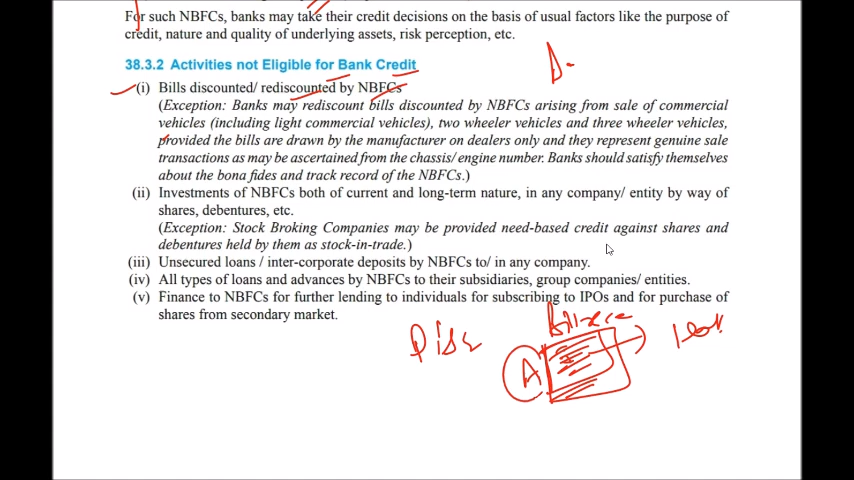 For such NBFCs, banks may take their credit decisions on the basis of usual factors like the purpose of
credit, nature and quality of underlying assets, risk perception, etc.
38.3.2 Activities not Eligible for Bank Credit
(i) Bills discounted/ rediscounted by NBFCs
(Exception: Banks may rediscount bills discounted by NBFCs arising from sale of commercial
vehicles (including light commercial vehicles), two wheeler vehicles and three wheeler vehicles,
provided the bills are drawn by the manufacturer on dealers only and they represent genuine sale
transactions as may be ascertained from the chassis/ engine number. Banks should satisfy themselves
about the bona fides and track record of the NBFCs.)
(ii) Investments of NBFCs both of current and long-term nature, in any company/ entity by way of
shares, debentures, etc.
(Exception: Stock Broking Companies may be provided need-based credit against shares and
debentures held by them as stock-in-trade.)
(iii) Unsecured loans / inter-corporate deposits by NBFCs to/ in any company.
(iv) All types of loans and advances by NBFCs to their subsidiaries, group companies/ entities.
(v) Finance to NBFCs for further lending to individuals for subscribing to IPOs and for purchase of
shares from secondary market.
A